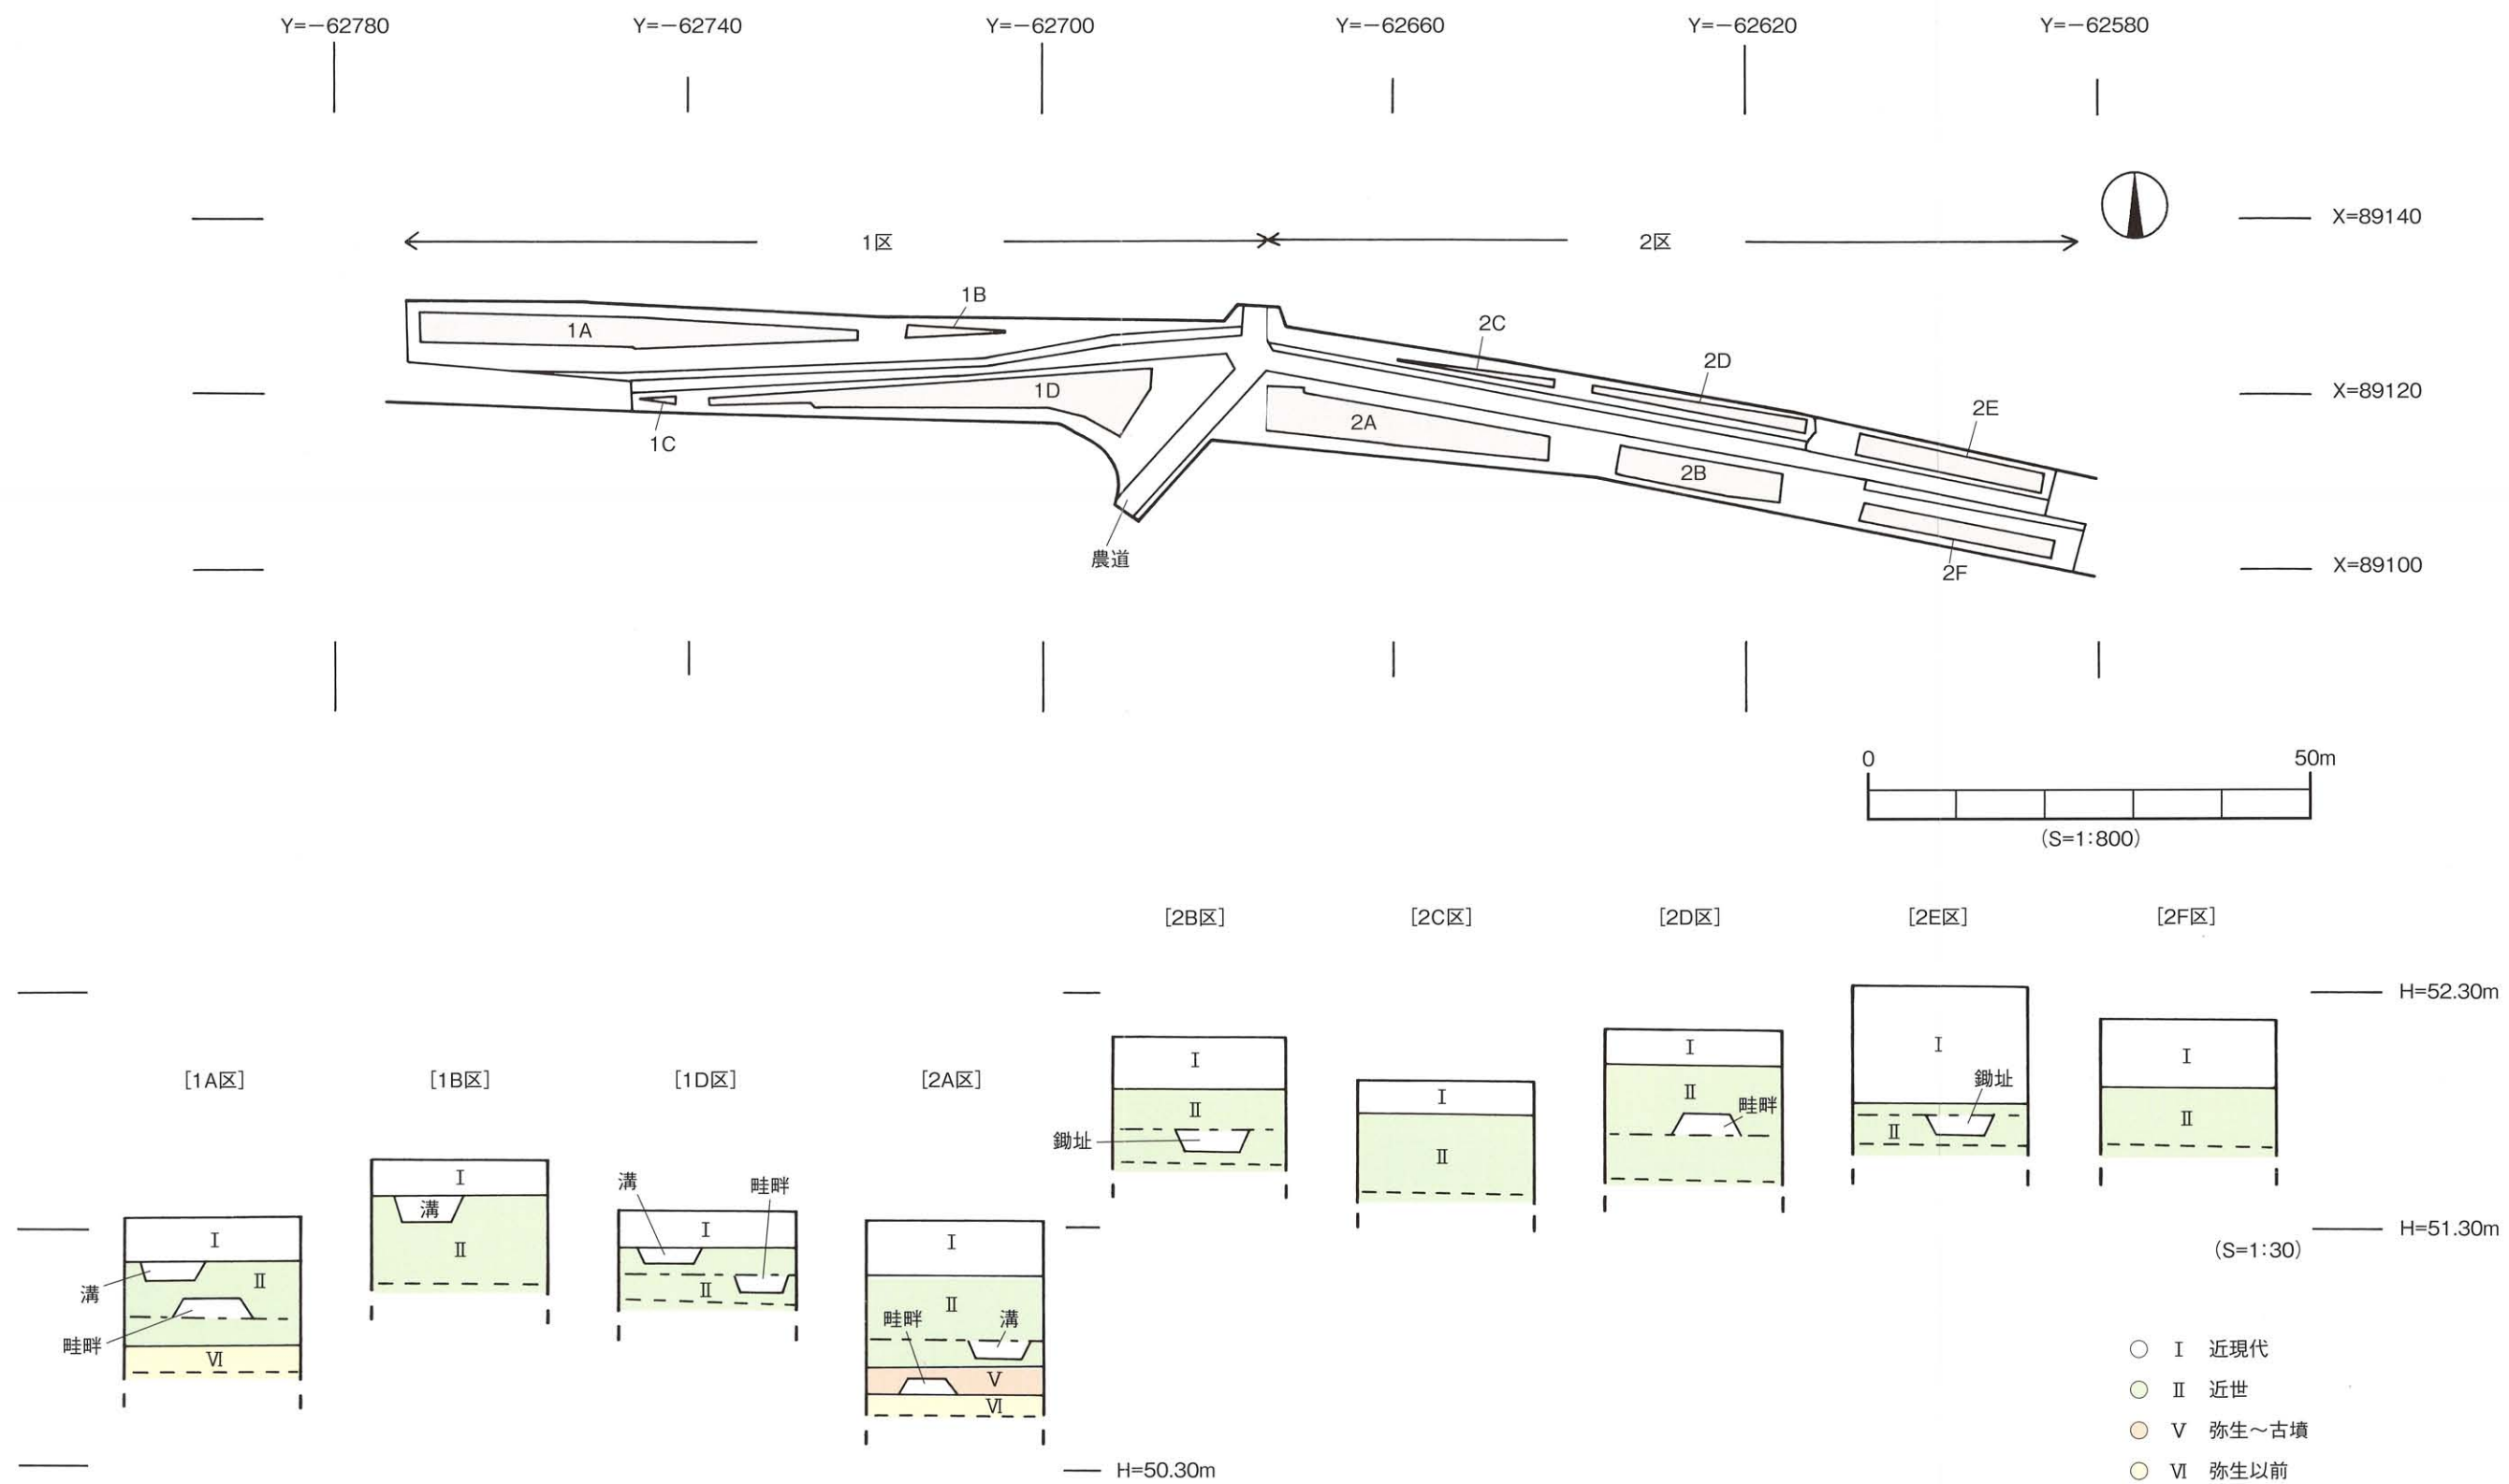 Y=−62780
Y=−62740
Y=−62700
Y=−62660
Y=−62620
Y=−62580
X=89140
1区
2区
1B
1A
2C
2D
X=89120
1D
2E
2A
1C
2B
農道
2F
X=89100
0
50m
(S=1:800)
[2B区]
[2C区]
[2D区]
[2E区]
[2F区]
H=52.30m
Ⅰ
Ⅱ
鋤址
Ⅰ
Ⅱ
Ⅰ
Ⅱ
畦畔
Ⅰ
鋤址
Ⅱ
Ⅰ
Ⅱ
[1A区]
[1B区]
[1D区]
[2A区]
Ⅰ
溝
Ⅱ
畦畔
Ⅵ
Ⅰ
溝
Ⅱ
溝
畦畔
Ⅰ
Ⅱ
Ⅰ
Ⅱ
畦畔
溝
Ⅴ
Ⅵ
H=51.30m
(S=1:30)
H=50.30m
Ⅰ 近現代
Ⅱ 近世
Ⅴ 弥生〜古墳
Ⅵ 弥生以前